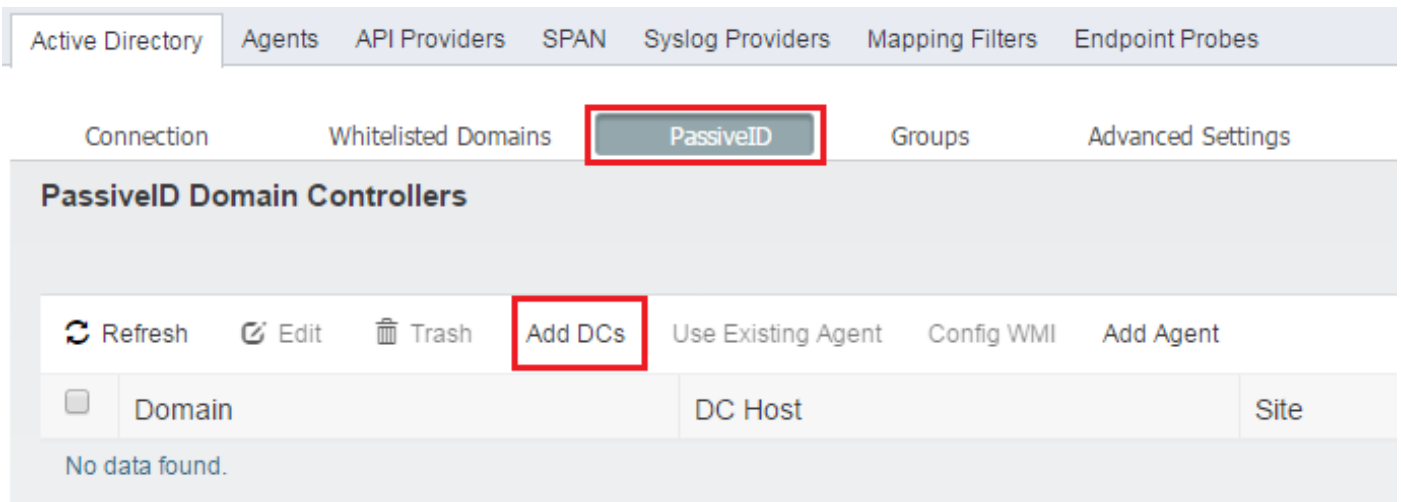 Active Directory Agents API Providers SPAN Syslog Providers Mapping Filters Endpoint Probes
Connection Whitelisted Domains PassiveID Groups Advanced Settings
PassiveID Domain Controllers
Refresh Edit Trash Add DCs Use Existing Agent Config WMI Add Agent
Domain DC Host Site
No data found.